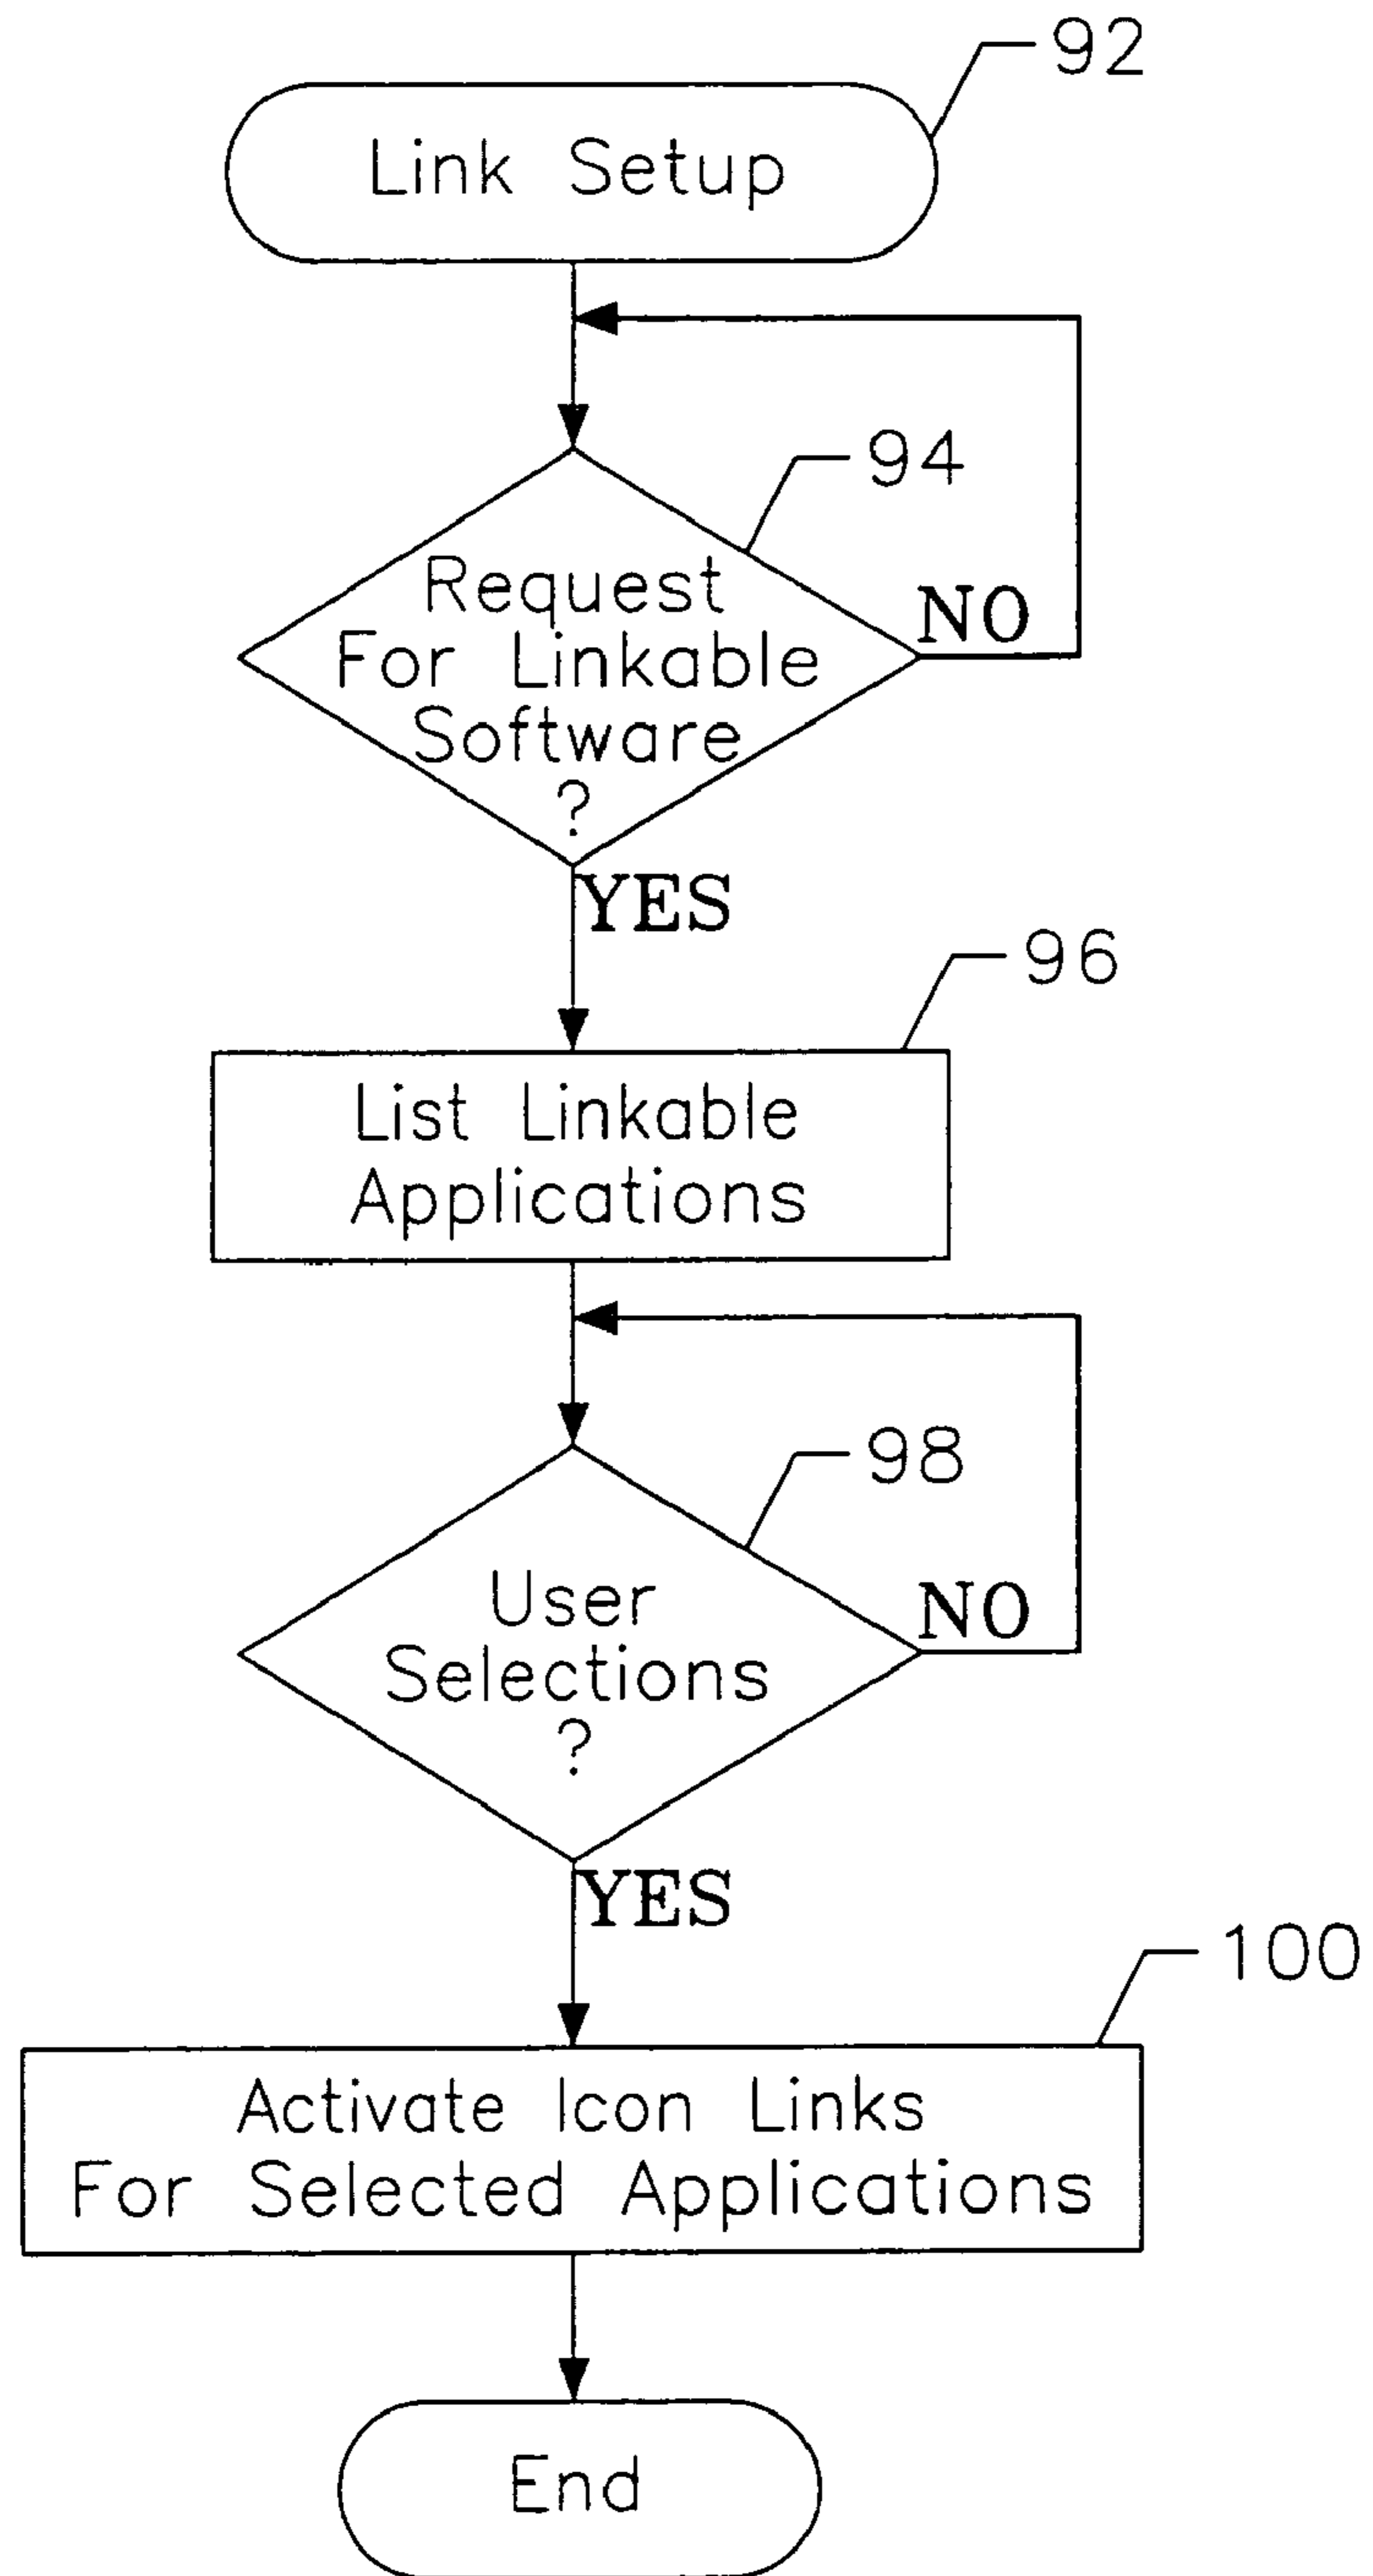 92
Link Setup
94
Request
For Linkable
Software
?
NO
YES
96
List Linkable
Applications
98
User
Selections
?
NO
YES
100
Activate Icon Links
For Selected Applications
End